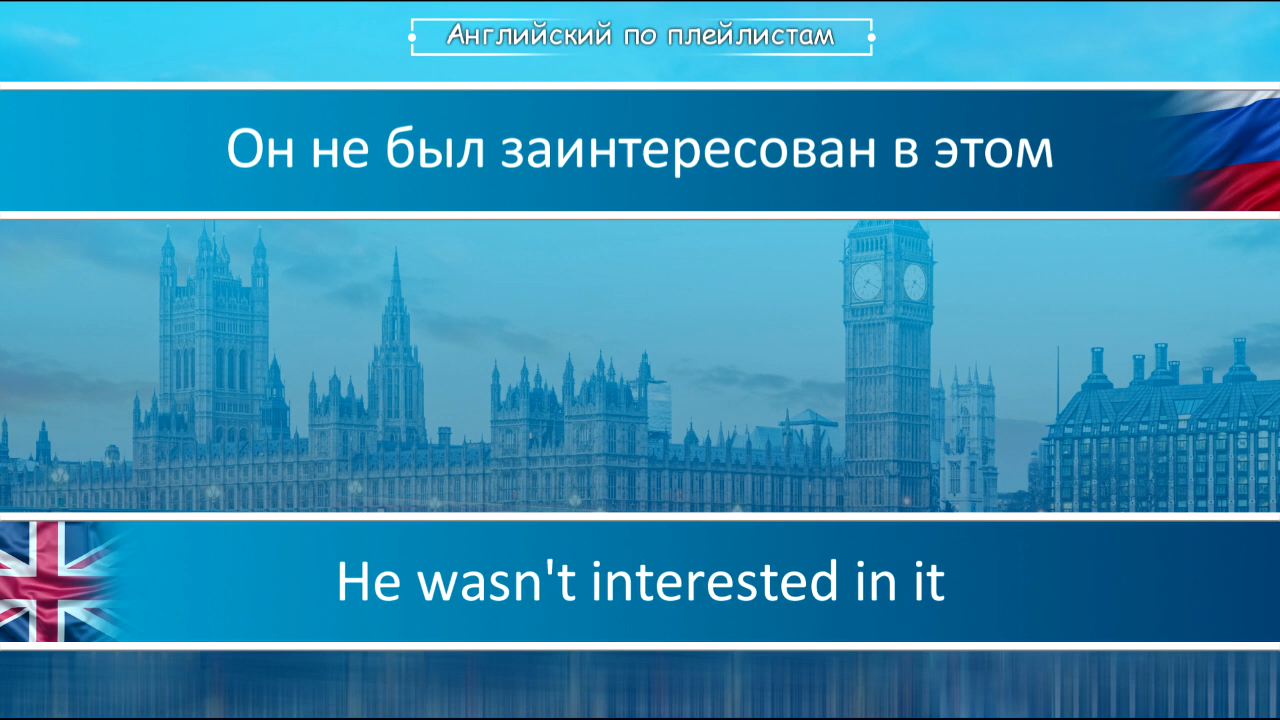 Английский по плейлистам
Он не был заинтересован в этом
He wasn't interested in it